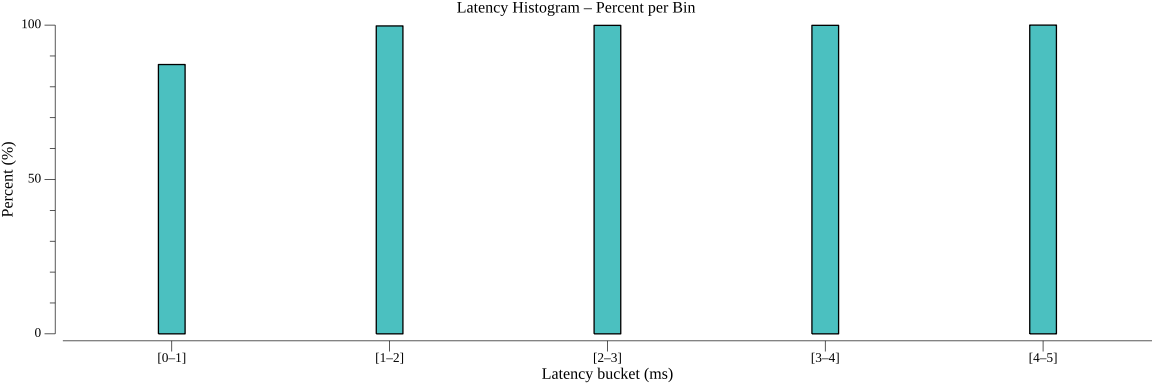 Latency Histogram – Percent per Bin
100
50
0
Percent (%)
[0–1]
[1–2]
[2–3]
[3–4]
[4–5]
Latency bucket (ms)